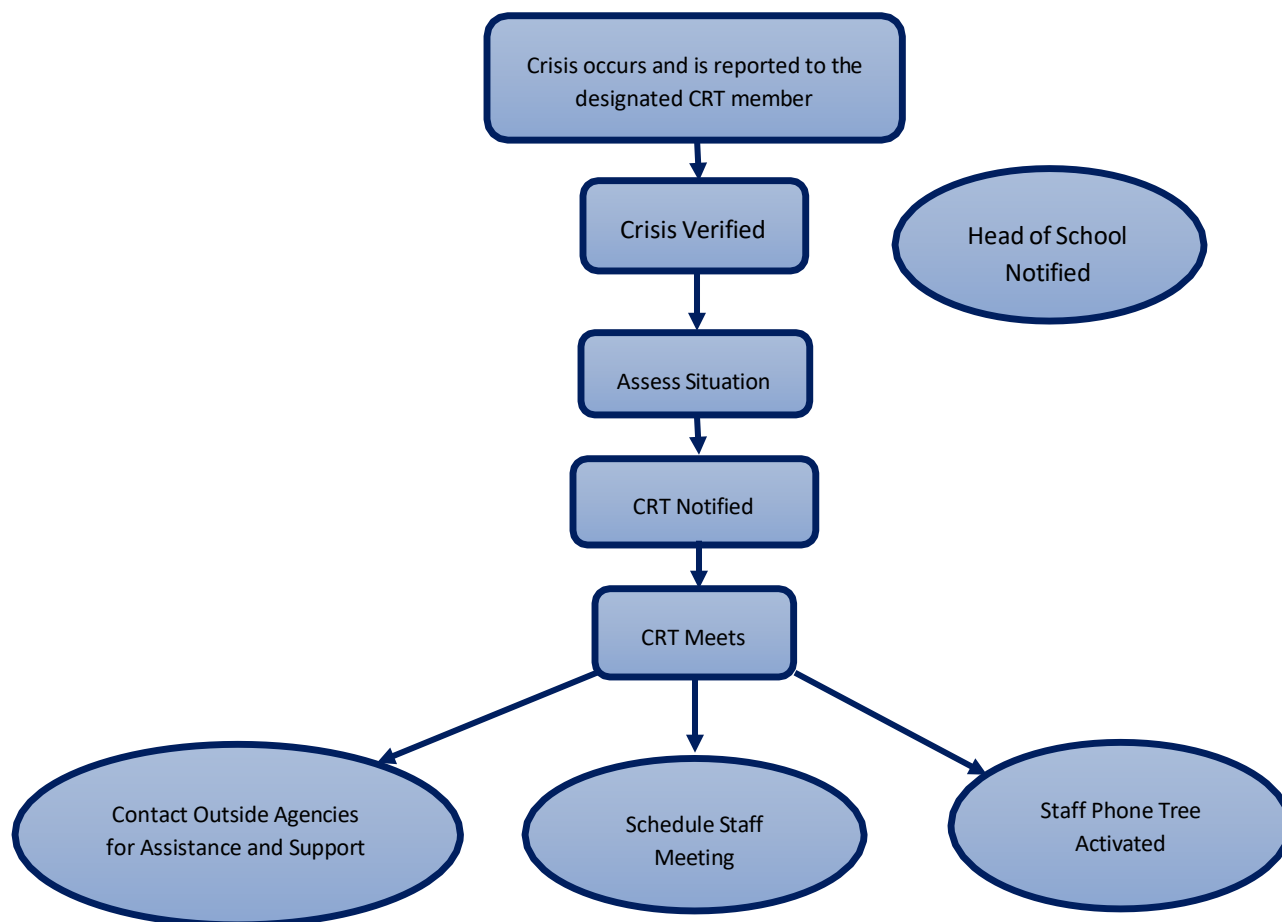 Crisis occurs and is reported to the
designated CRT member
Crisis Verified
Head of School
Notified
Assess Situation
CRT Notified
CRT Meets
Contact Outside Agencies
for Assistance and Support
Schedule Staff
Meeting
Staff Phone Tree
Activated